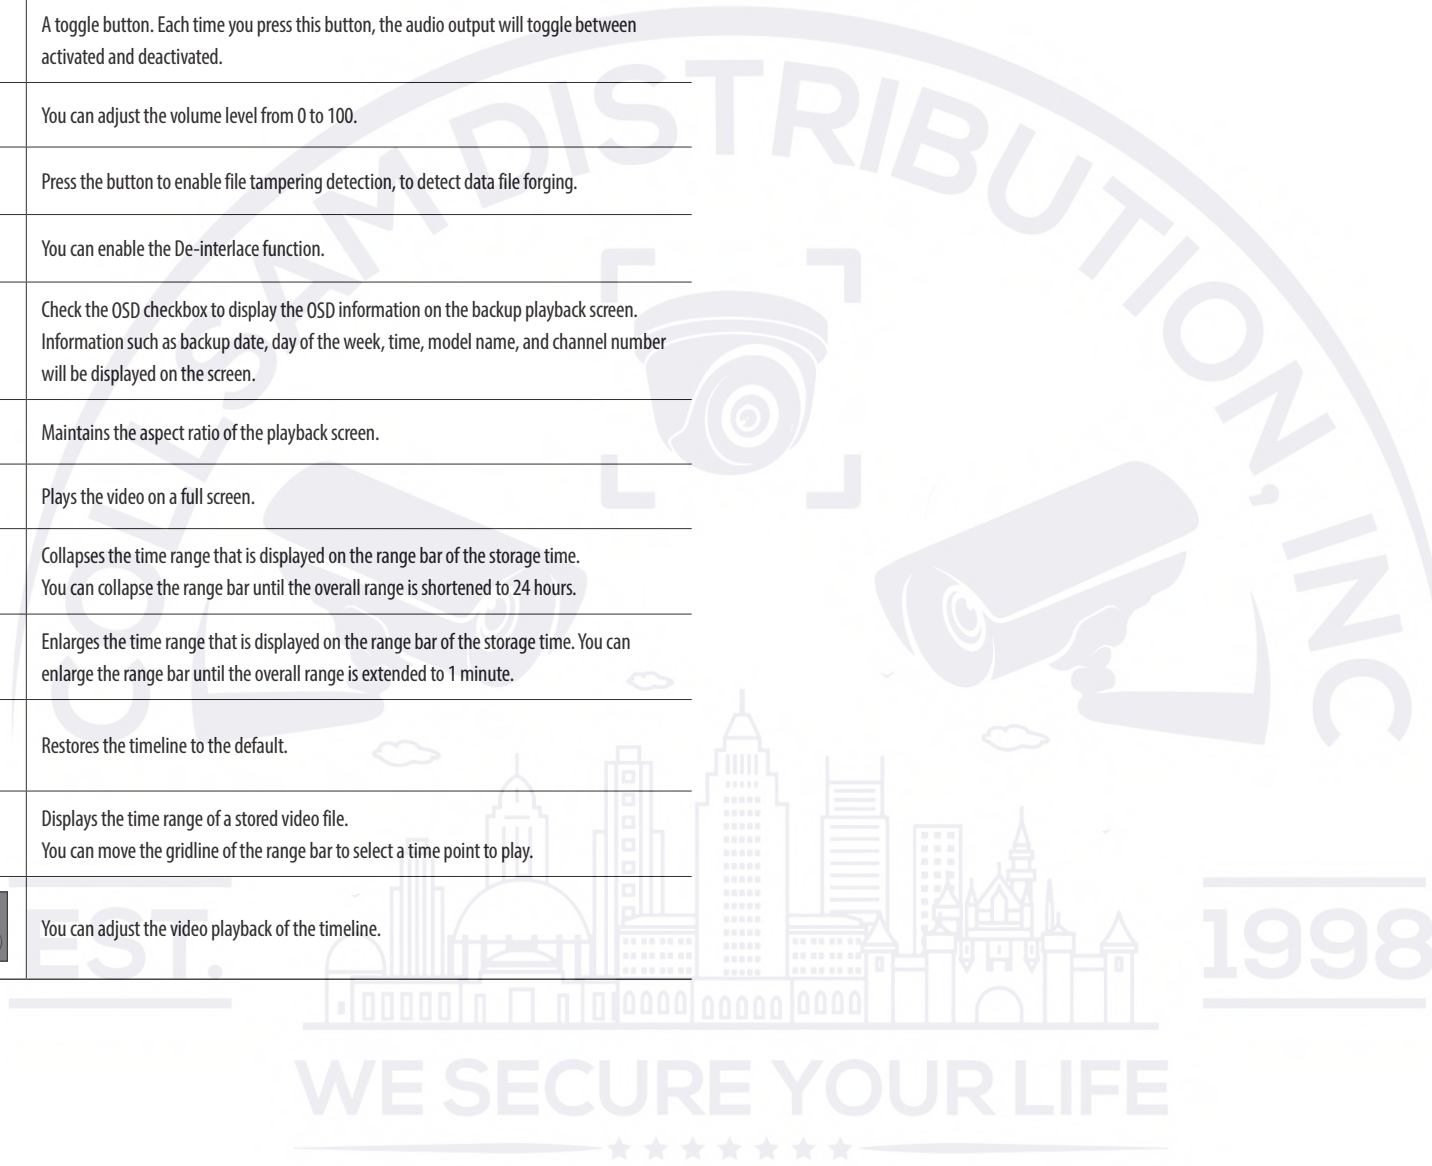 A toggle button. Each time you press this button, the audio output will toggle between
activated and deactivated.
You can adjust the volume level from 0 to 100.
Press the button to enable file tampering detection, to detect data file forging.
You can enable the De-interlace function.
Check the OSD checkbox to display the OSD information on the backup playback screen.
Information such as backup date, day of the week, time, model name, and channel number
will be displayed on the screen.
Maintains the aspect ratio of the playback screen.
Plays the video on a full screen.
Collapses the time range that is displayed on the range bar of the storage time.
You can collapse the range bar until the overall range is shortened to 24 hours.
Enlarges the time range that is displayed on the range bar of the storage time. You can
enlarge the range bar until the overall range is extended to 1 minute.
Restores the timeline to the default.
Displays the time range of a stored video file.
You can move the gridline of the range bar to select a time point to play.
You can adjust the video playback of the timeline.
COLESAM DISTRIBUTION, INC
EST.
1998
WE SECURE YOUR LIFE